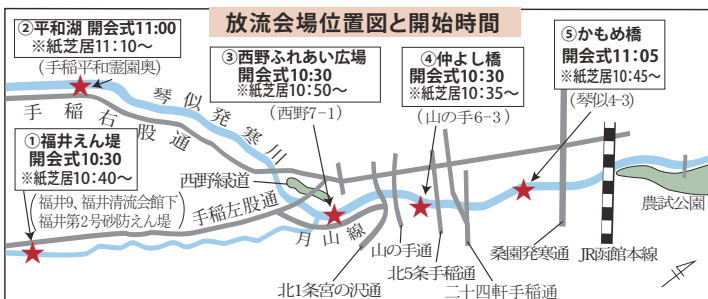 放流会場位置図と開始時間
②平和湖 開会式11:00
※紙芝居11:10～
(手稲平和霊園奥)
③西野ふれあい広場
開会式10:30
※紙芝居10:50～
(西野7-1)
④仲よし橋
開会式10:30
※紙芝居10:35～
(山の手6-3)
⑤かもめ橋
開会式11:05
※紙芝居10:45～
(琴似4-3)
①福井えん堤
開会式10:30
※紙芝居10:40～
(福井9、福井清流会館下
福井第2号砂防えん堤)
手稲右股通
琴似発寒川
西野緑道
手稲左股通
月山線
北1条宮の沢通
山の手通
北5条手稲通
二十四軒手稲通
桑園発寒通
JR函館本線
農試公園